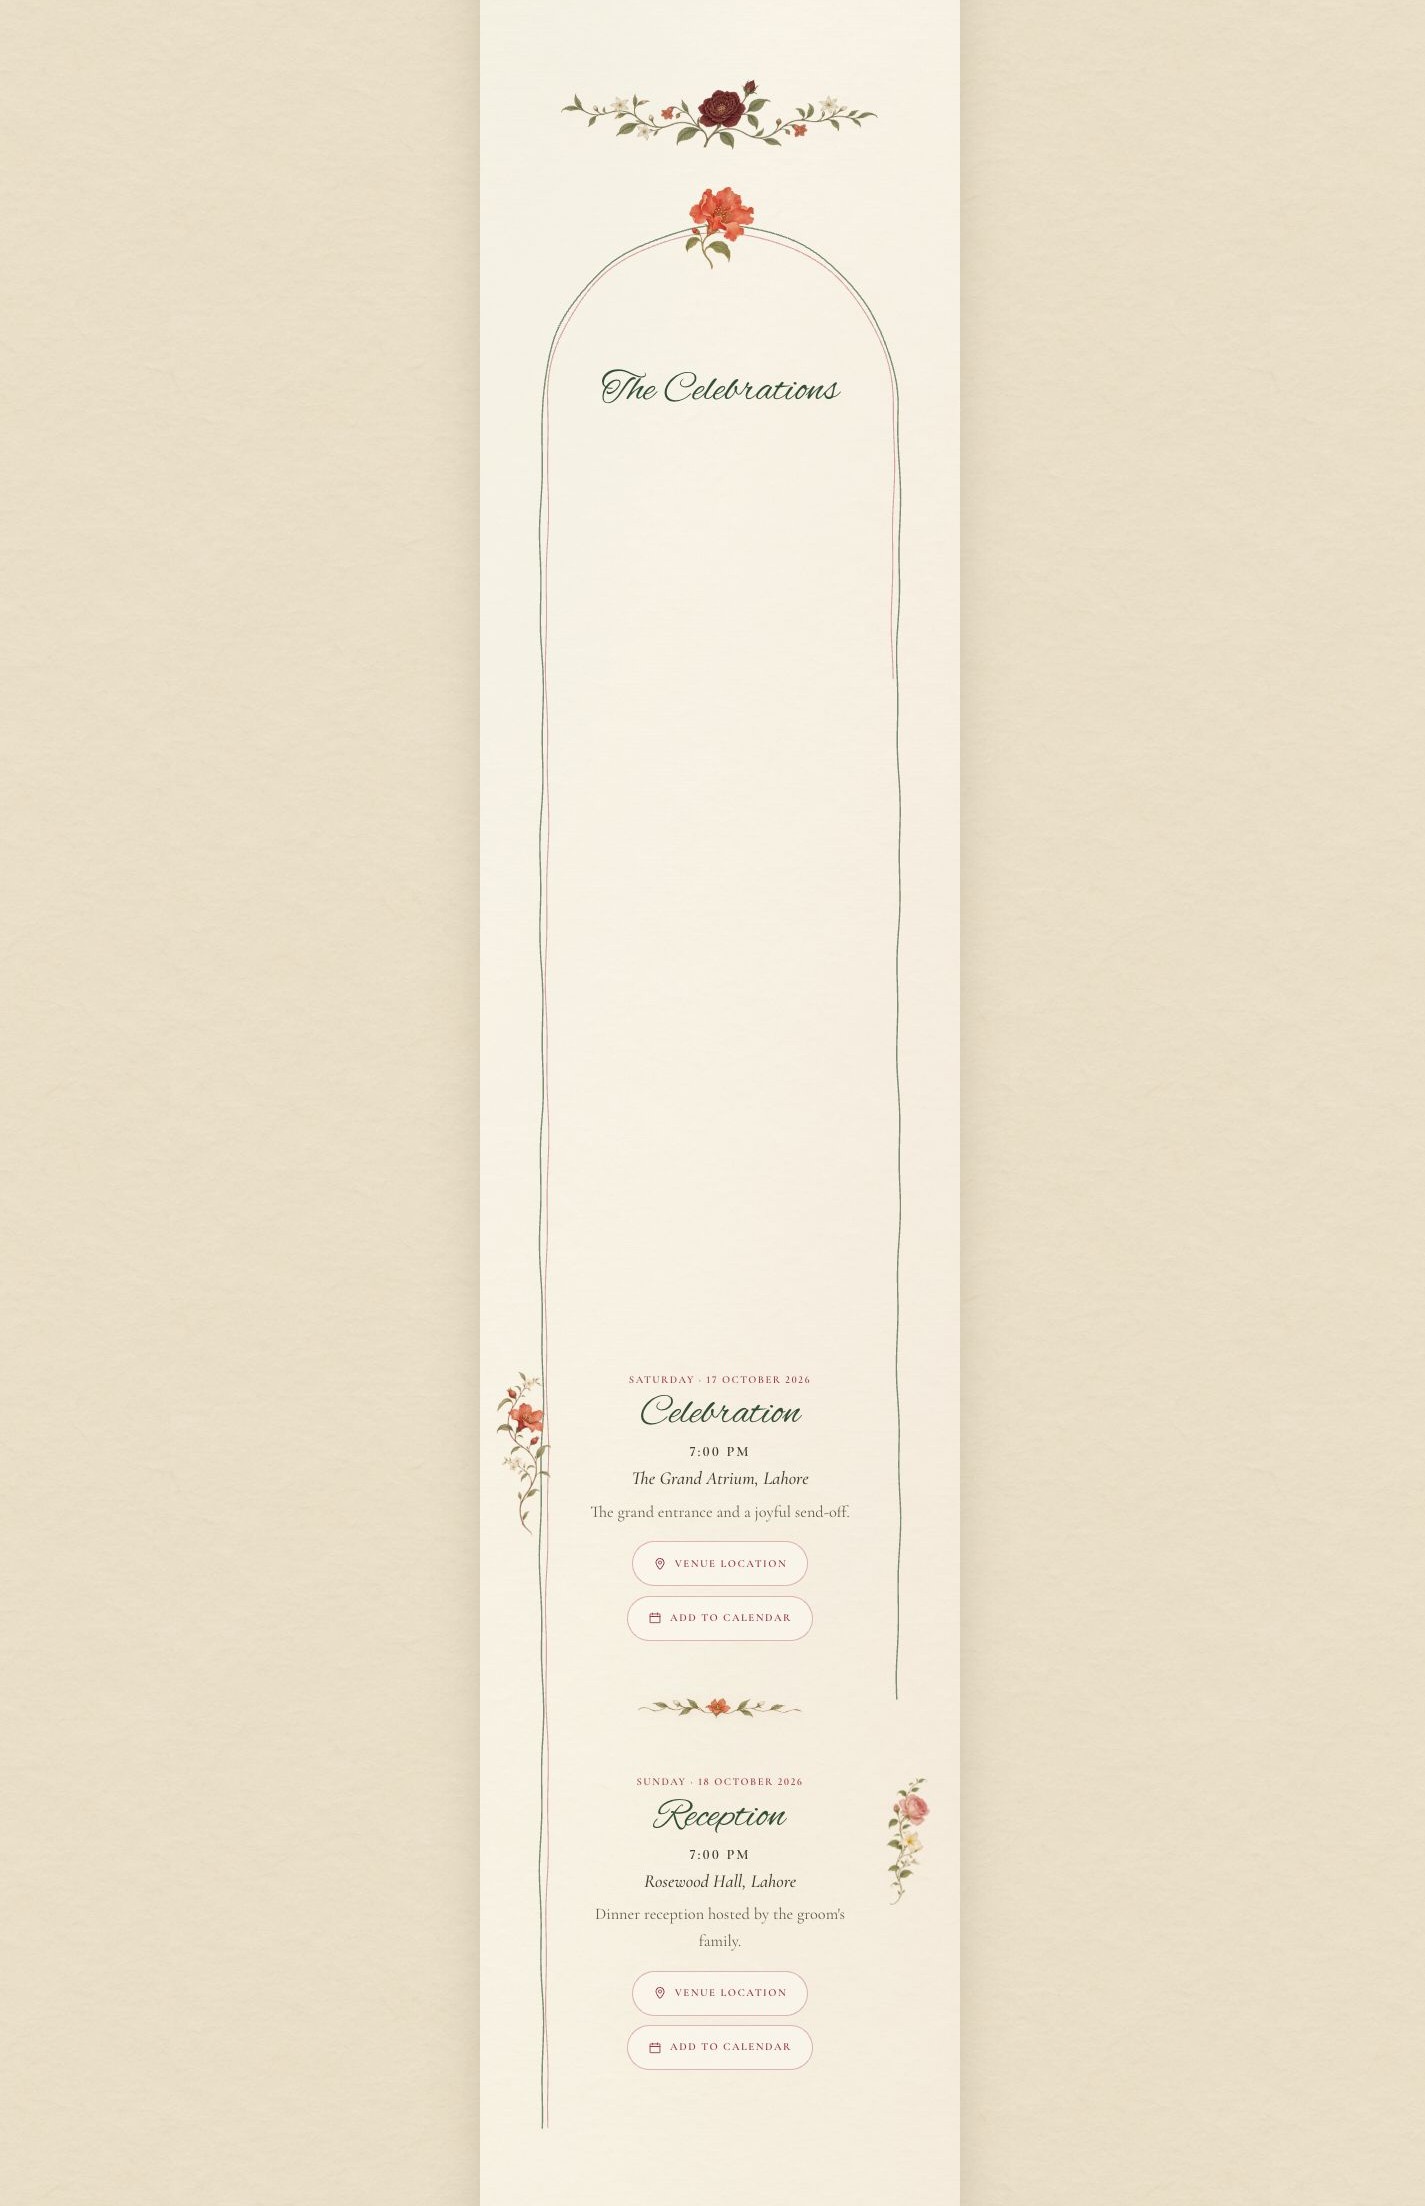 The Celebrations
SATURDAY · 17 OCTOBER 2026
Celebration
7:00 PM
The Grand Atrium, Lahore
The grand entrance and a joyful send-off.
VENUE LOCATION
ADD TO CALENDAR
SUNDAY · 18 OCTOBER 2026
Reception
7:00 PM
Rosewood Hall, Lahore
Dinner reception hosted by the groom's
family.
VENUE LOCATION
ADD TO CALENDAR